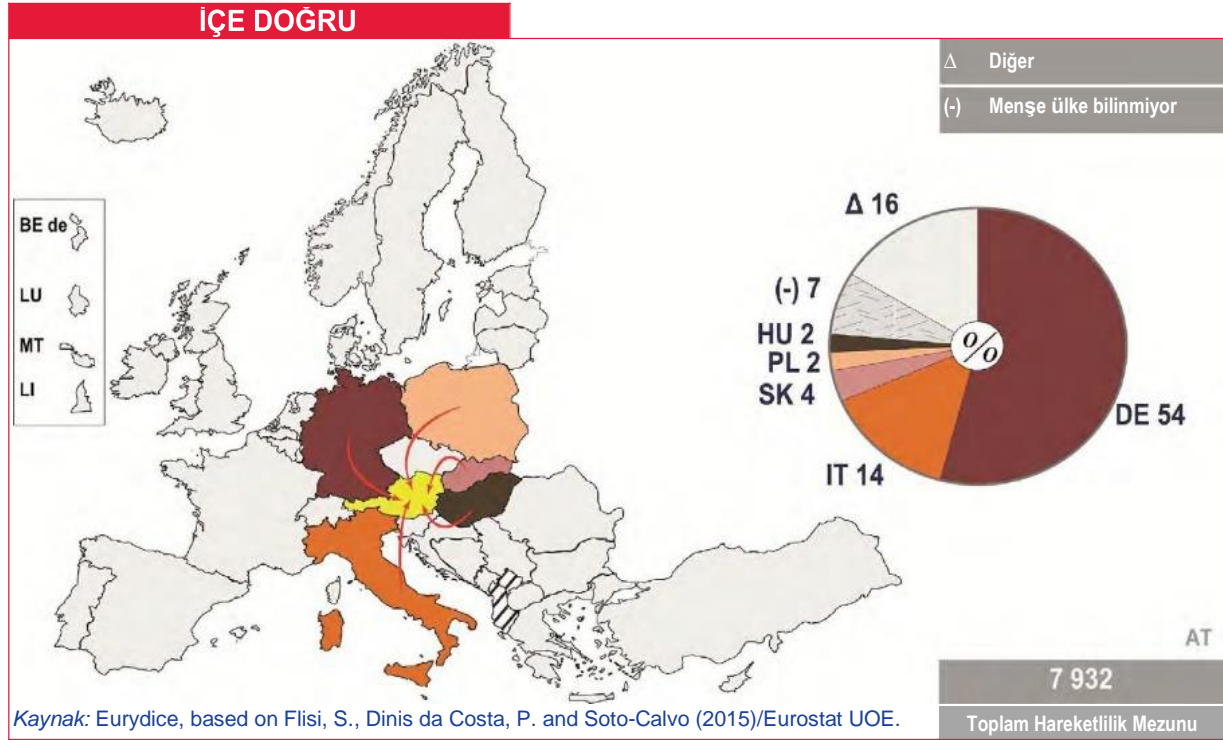 İÇE DOĞRU
Δ Diğer
(-) Menşe ülke bilinmiyor
BE de
LU
MT
LI
Δ 16
(-) 7
HU 2
PL 2
SK 4
IT 14
DE 54
%
AT
7 932
Toplam Hareketlilik Mezunu
Kaynak: Eurydice, based on Flisi, S., Dinis da Costa, P. and Soto-Calvo (2015)/Eurostat UOE.